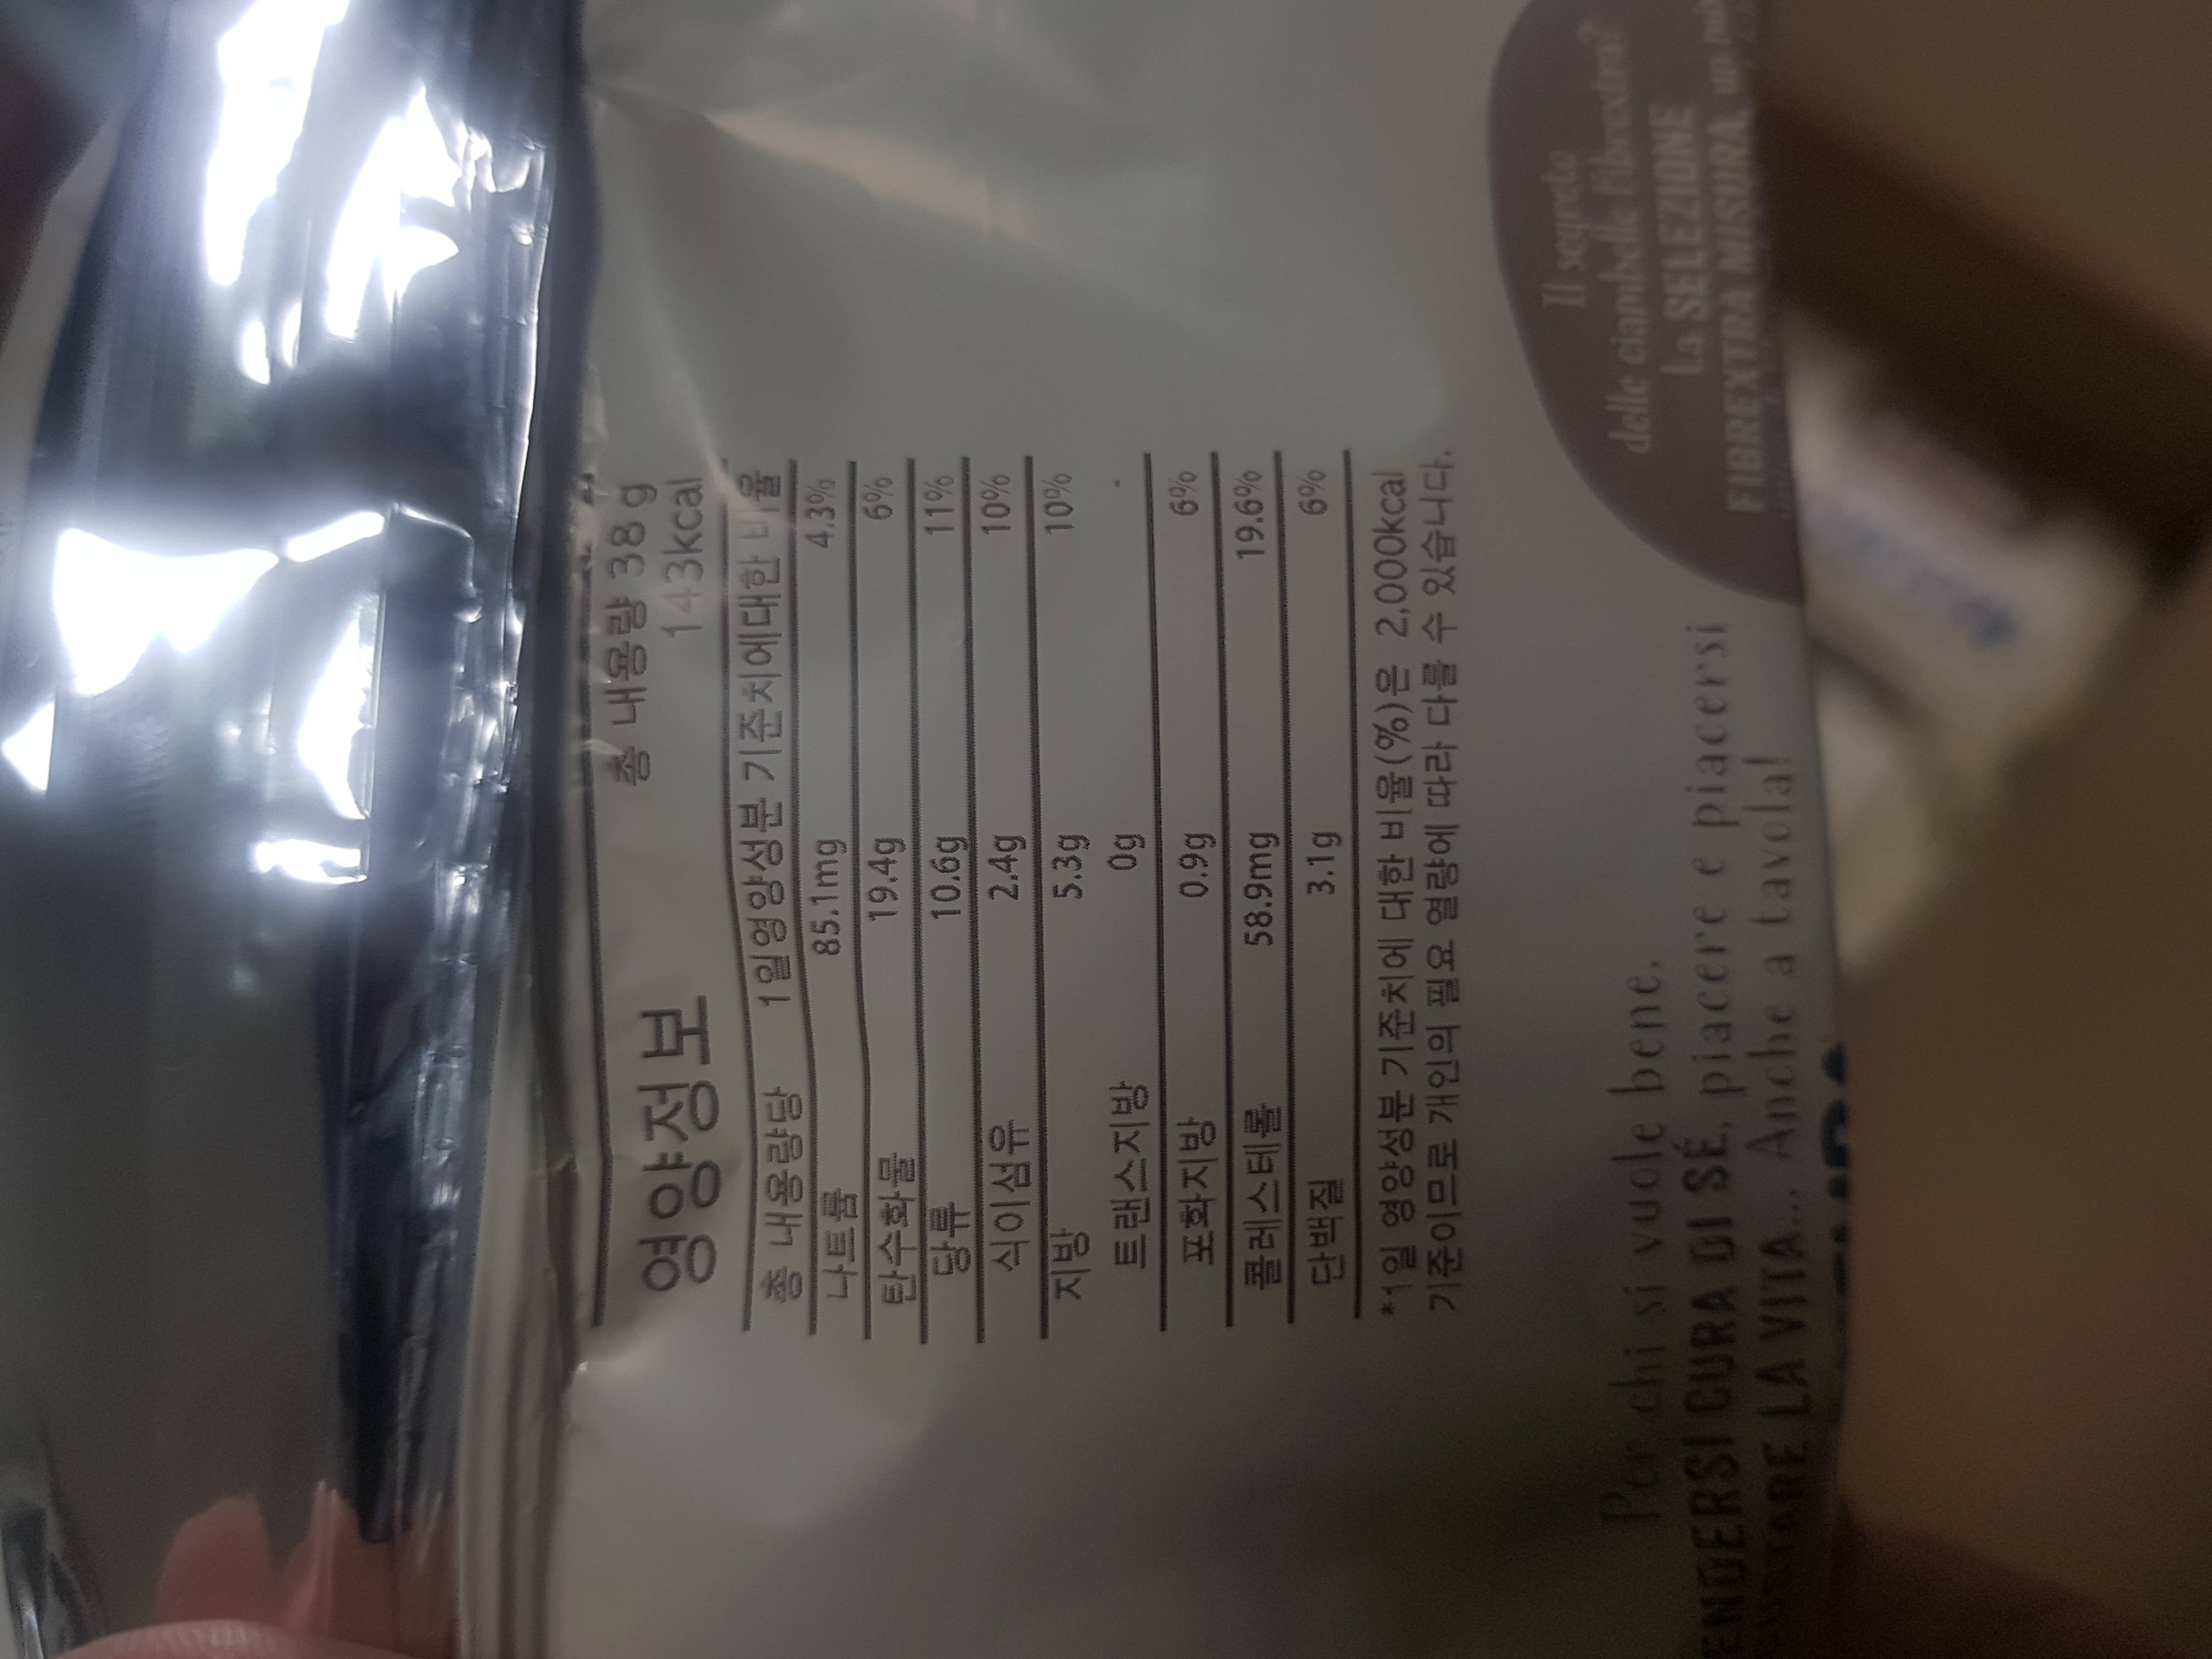 영양정보
총 내용량 38 g
143kcal
총 내용량당 1일영양성분 기준치에대한 비율
나트륨 85.1mg 4.3%
탄수화물 19.4g 6%
당류 10.6g 11%
식이섬유 2.4g 10%
지방 5.3g 10%
트랜스지방 0g -
포화지방 0.9g 6%
콜레스테롤 58.9mg 19.6%
단백질 3.1g 6%
*1일 영양성분 기준치에 대한 비율(%)은 2,000kcal
기준이므로 개인의 필요 열량에 따라 다를 수 있습니다.
Il segreto
delle ciambelle Fibrextra?
La SELEZIONE
FIBREXTRA MISURA, un mix
Per chi si vuole bene.
ENDERSI CURA DI SÉ, piacere e piacersi
LA VITA... Anche a tavola!